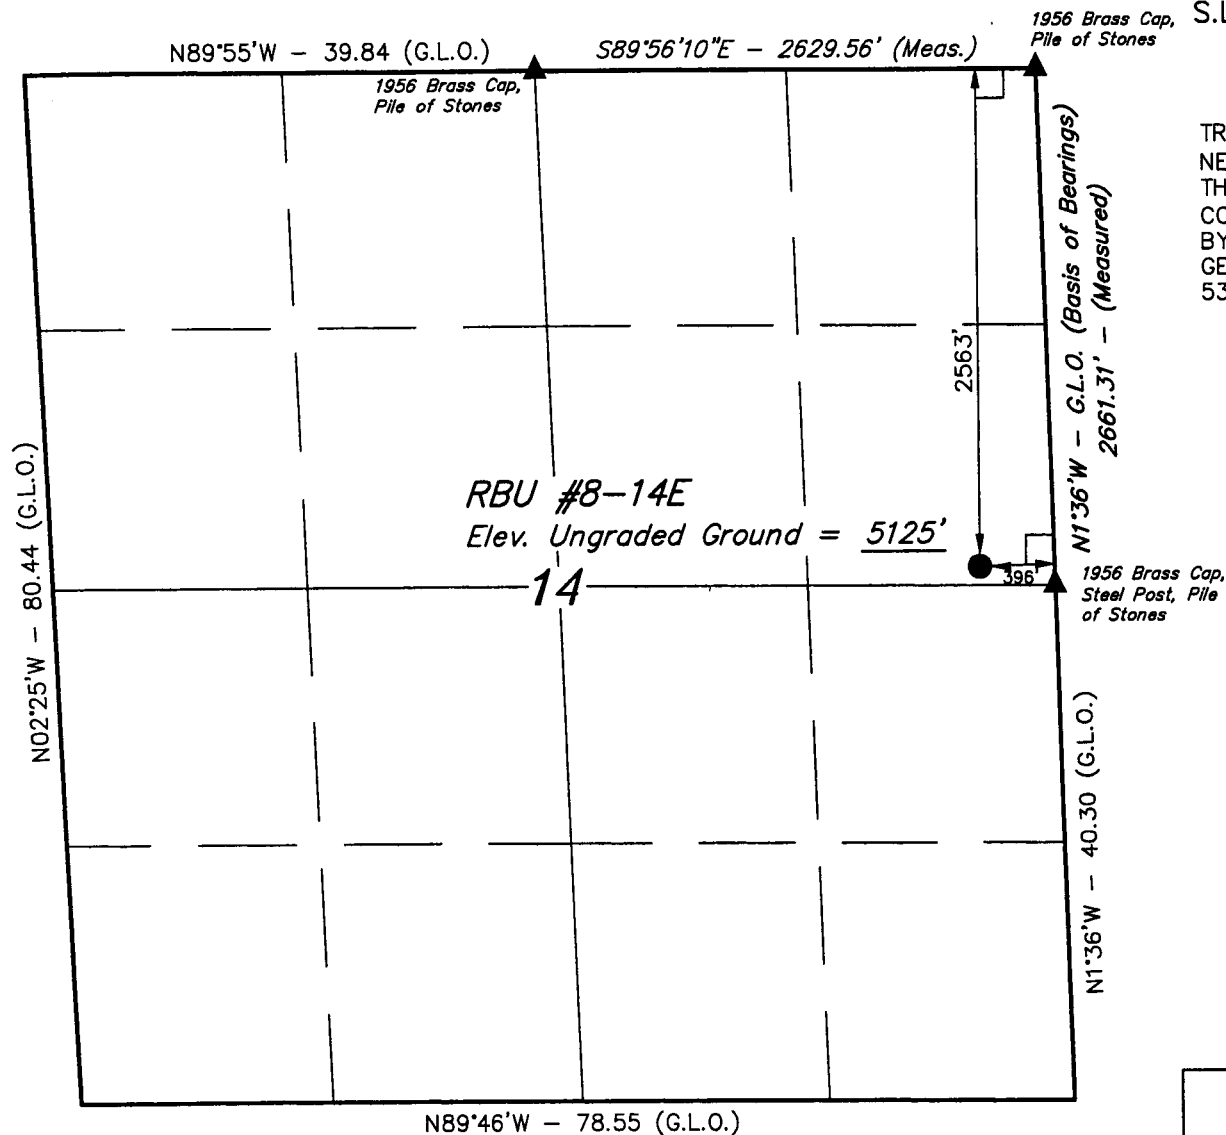 1956 Brass Cap,
Pile of Stones
S.L
N89°55'W – 39.84 (G.L.O.)
S89°56'10"E – 2629.56' (Meas.)
1956 Brass Cap,
Pile of Stones
TR
NE
TH
CO
BY
GE
53
N1°36'W – G.L.O. (Basis of Bearings)
2661.31' – (Measured)
2563'
N02°25'W – 80.44 (G.L.O.)
RBU #8–14E
Elev. Ungraded Ground = 5125'
396'
14
1956 Brass Cap,
Steel Post, Pile
of Stones
N1°36'W – 40.30 (G.L.O.)
N89°46'W – 78.55 (G.L.O.)